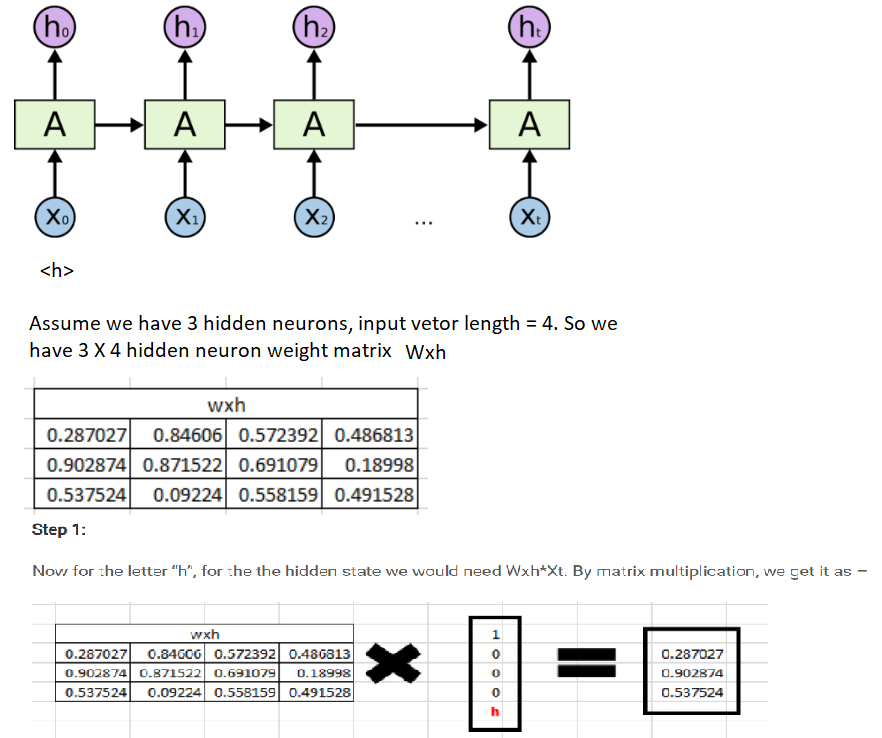 h₀ h₁ h₂ hₜ
A A A A
X₀ X₁ X₂ ... Xₜ
<h>
Assume we have 3 hidden neurons, input vetor length = 4. So we
have 3 X 4 hidden neuron weight matrix Wxh
wxh
0.287027 0.84606 0.572392 0.486813
0.902874 0.871522 0.691079 0.18998
0.537524 0.09224 0.558159 0.491528
Step 1:
Now for the letter "h", for the the hidden state we would need Wxh*Xt. By matrix multiplication, we get it as –
wxh 1
0.287027 0.84606 0.572392 0.486813 0 0.287027
0.902874 0.871522 0.691079 0.18998 0 0.902874
0.537524 0.09224 0.558159 0.491528 0 0.537524
h